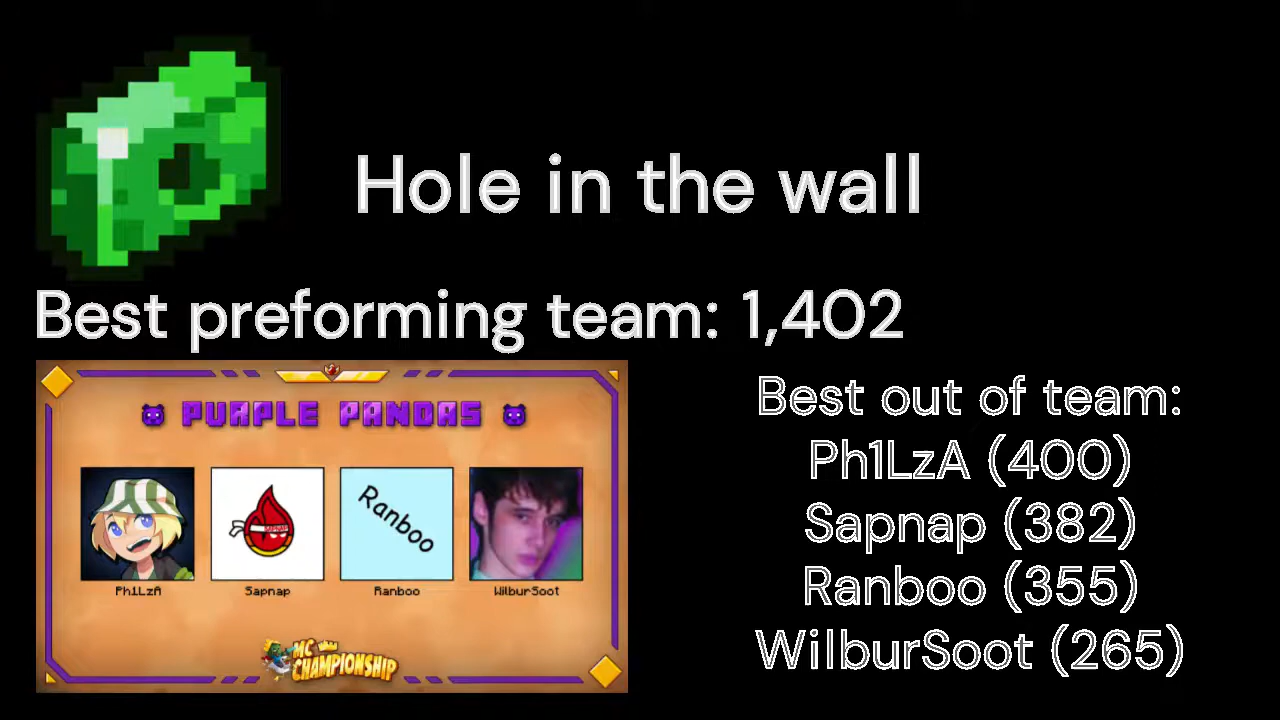 Hole in the wall
Best preforming team: 1,402
PURPLE PANDAS
SAPNAP
Ranboo
Ph1LzA
Sapnap
Ranboo
WilburSoot
MC
CHAMPIONSHIP
Best out of team:
Ph1LzA (400)
Sapnap (382)
Ranboo (355)
WilburSoot (265)